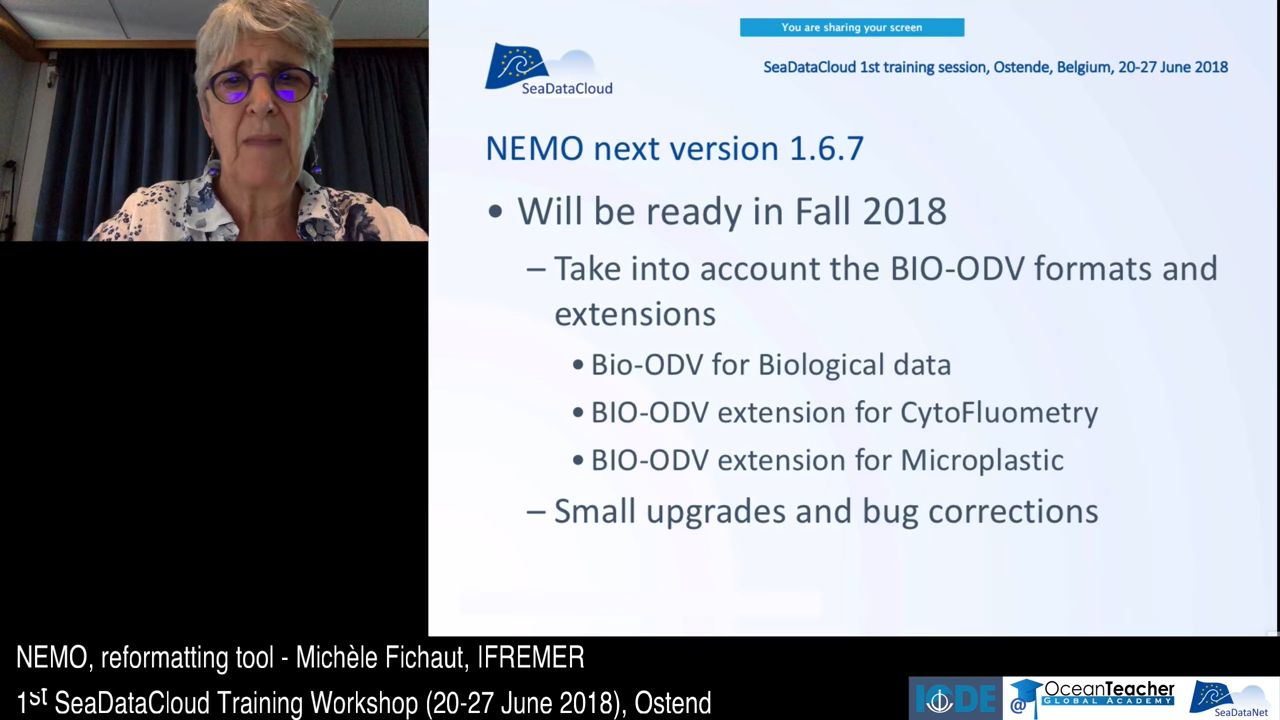 You are sharing your screen
SeaDataCloud
SeaDataCloud 1st training session, Ostende, Belgium, 20-27 June 2018
NEMO next version 1.6.7
• Will be ready in Fall 2018
– Take into account the BIO-ODV formats and
extensions
• Bio-ODV for Biological data
• BIO-ODV extension for CytoFluometry
• BIO-ODV extension for Microplastic
– Small upgrades and bug corrections
NEMO, reformatting tool - Michèle Fichaut, IFREMER
1st SeaDataCloud Training Workshop (20-27 June 2018), Ostend
IODE
@ OceanTeacher
GLOBAL ACADEMY
SeaDataNet